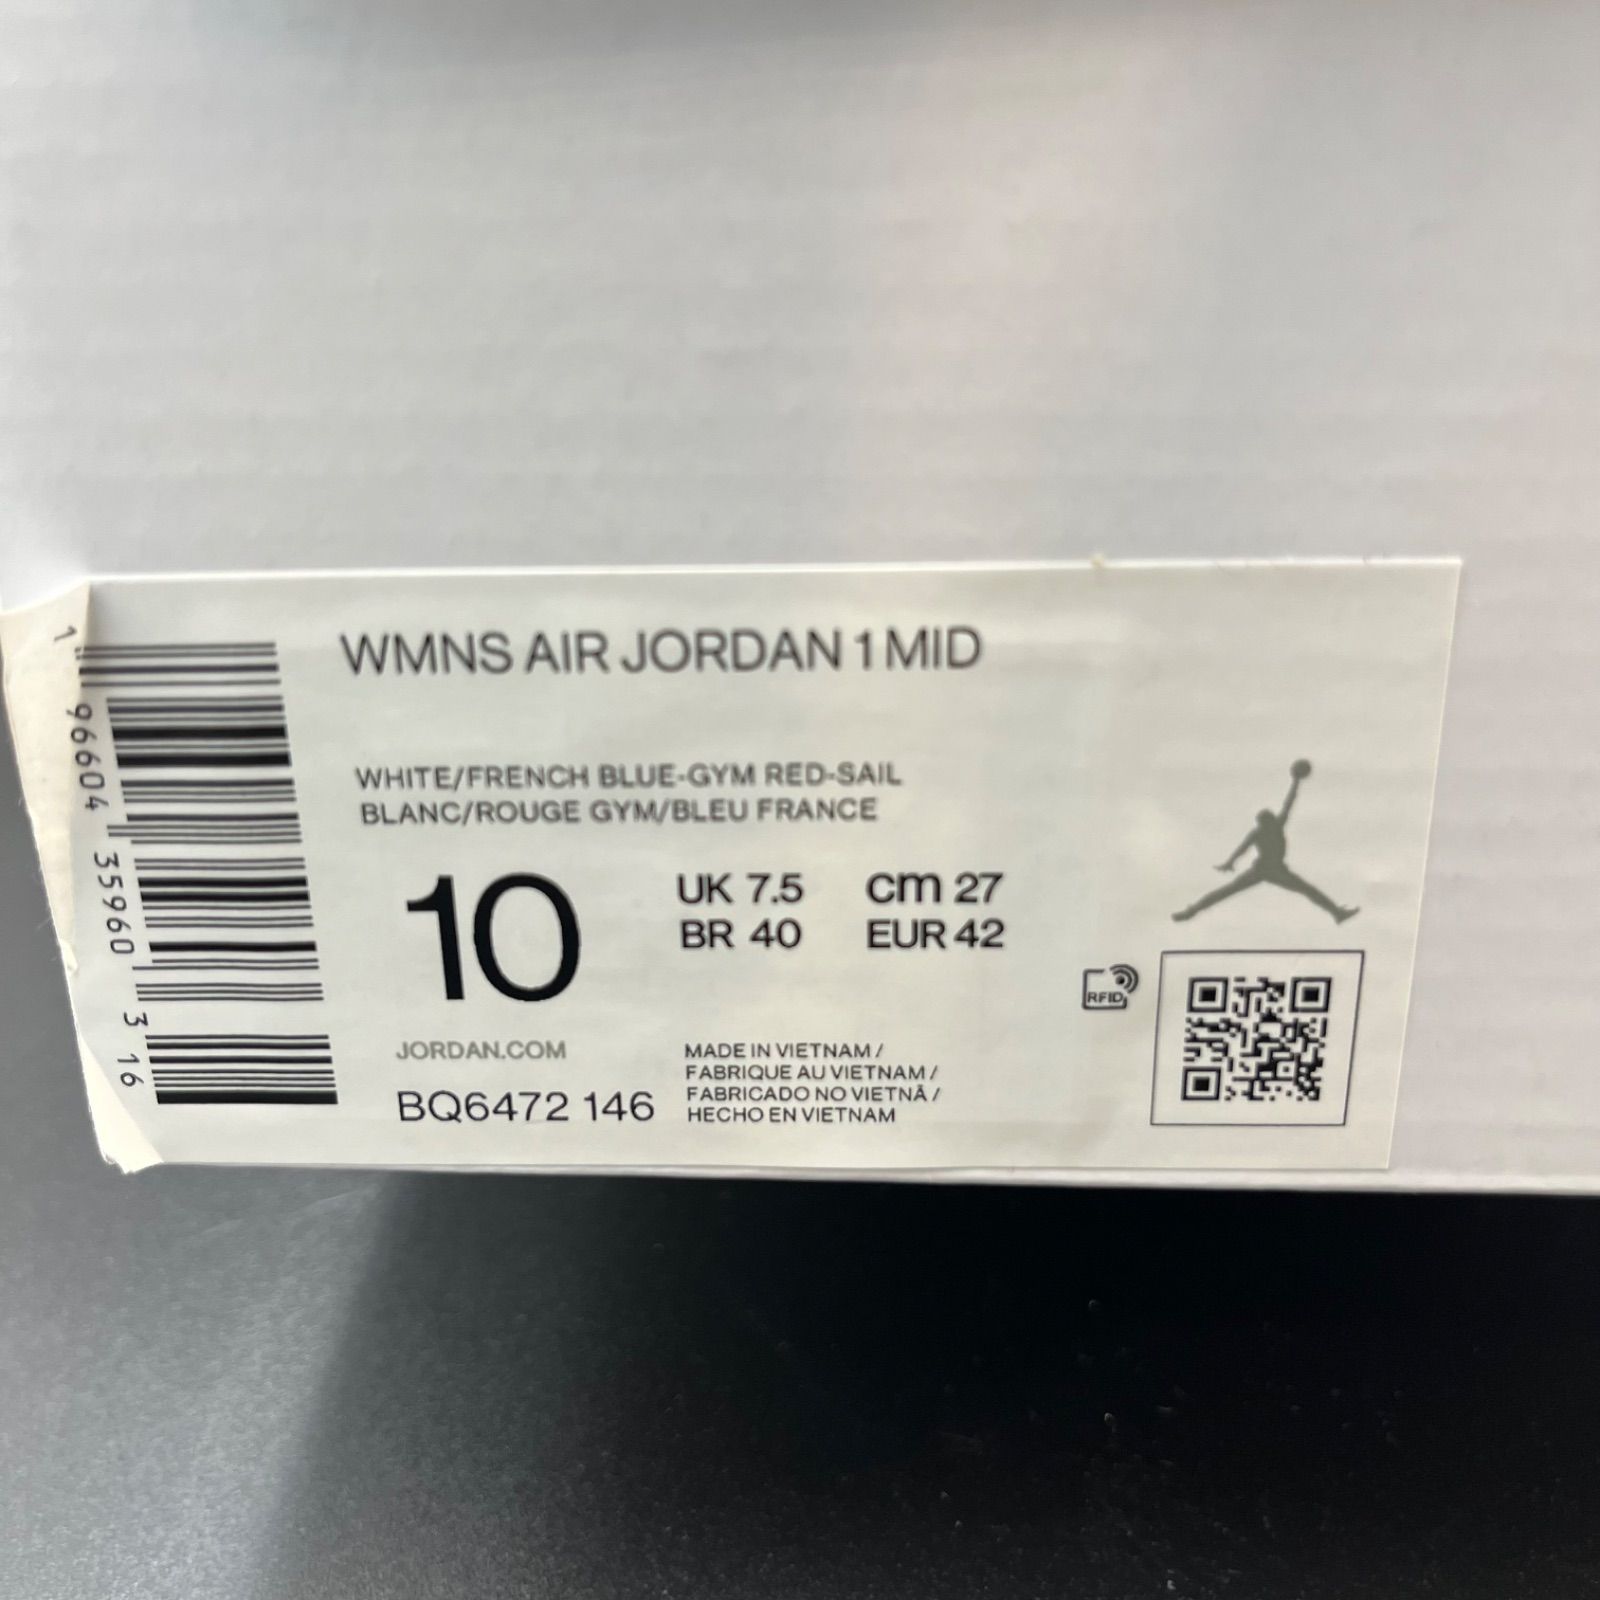 WMNS AIR JORDAN 1 MID
WHITE/FRENCH BLUE-GYM RED-SAIL
BLANC/ROUGE GYM/BLEU FRANCE
10
UK 7.5 cm 27
BR 40 EUR 42
RFID
JORDAN.COM
BQ6472 146
MADE IN VIETNAM /
FABRIQUE AU VIETNAM /
FABRICADO NO VIETNÃ /
HECHO EN VIETNAM
1 96604 35960 3 16